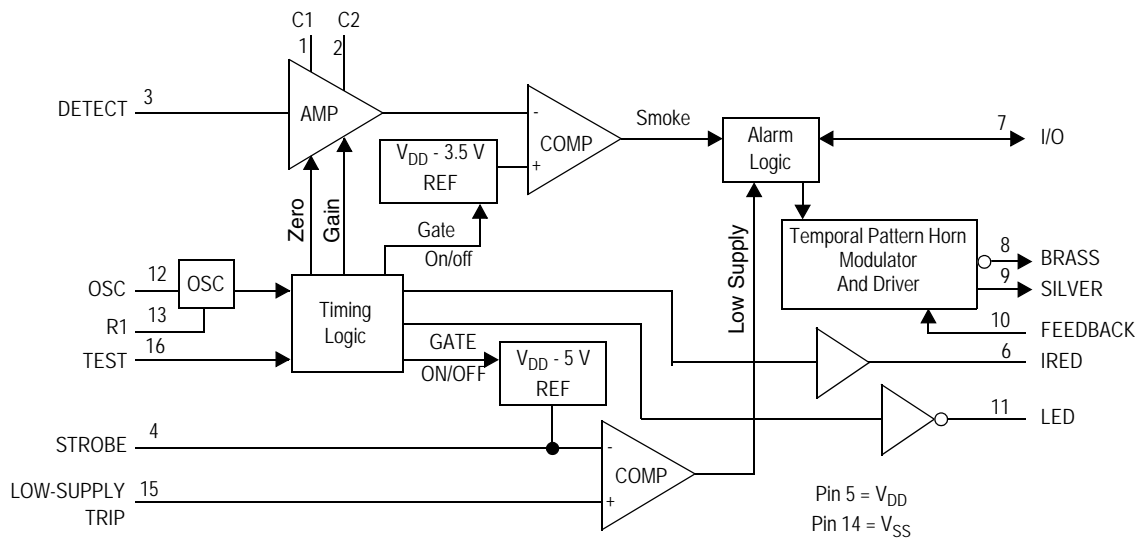 C1 C2
1 2
DETECT 3
AMP
-
+
COMP
Smoke
Alarm
Logic
7 I/O
V_DD - 3.5 V
REF
Zero
Gain
Gate
On/off
Low Supply
Temporal Pattern Horn
Modulator
And Driver
8 BRASS
9 SILVER
10 FEEDBACK
OSC 12
OSC
R1 13
TEST 16
Timing
Logic
GATE
ON/OFF
V_DD - 5 V
REF
6 IRED
11 LED
STROBE 4
-
+
COMP
LOW-SUPPLY 15
TRIP
Pin 5 = V_DD
Pin 14 = V_SS